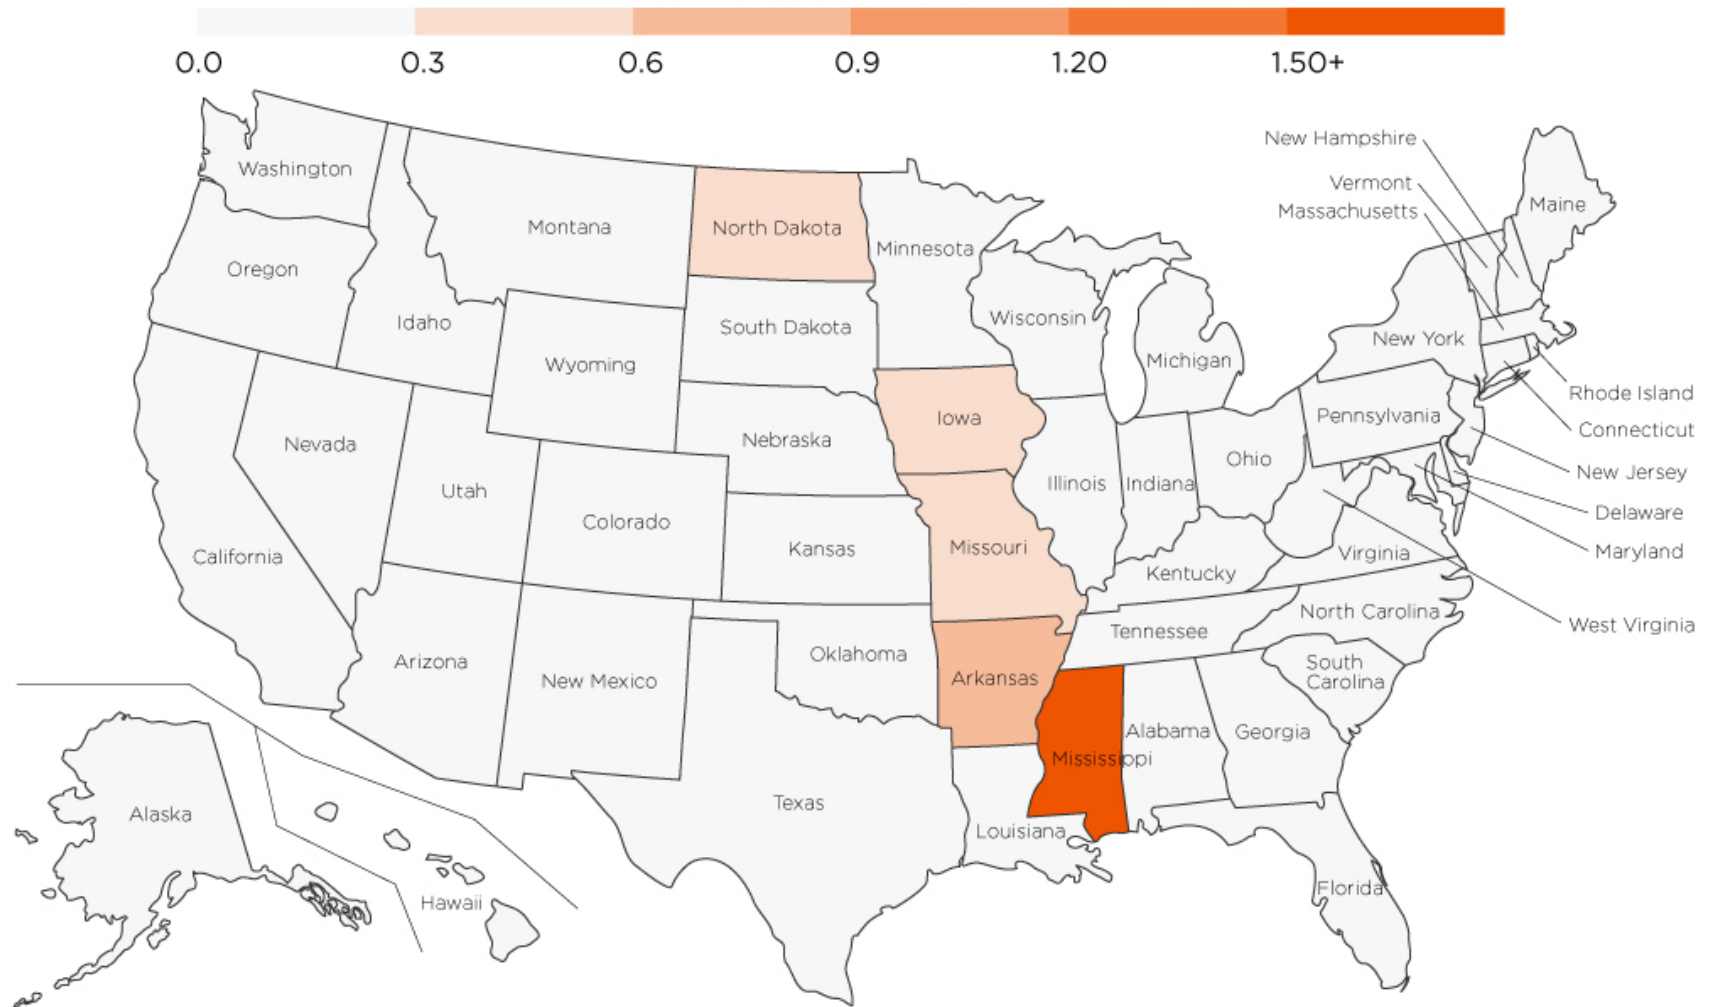 0.0
0.3
0.6
0.9
1.20
1.50+
New Hampshire
Vermont
Massachusetts
Maine
Washington
Montana
North Dakota
Minnesota
Oregon
Idaho
South Dakota
Wisconsin
New York
Wyoming
Michigan
Rhode Island
Iowa
Pennsylvania
Connecticut
Nevada
Nebraska
Ohio
New Jersey
Utah
Illinois
Indiana
Delaware
Colorado
California
Kansas
Missouri
Virginia
Maryland
Kentucky
North Carolina
West Virginia
Tennessee
Arizona
Oklahoma
New Mexico
Arkansas
South
Carolina
Alabama
Georgia
Mississippi
Texas
Alaska
Louisiana
Florida
Hawaii